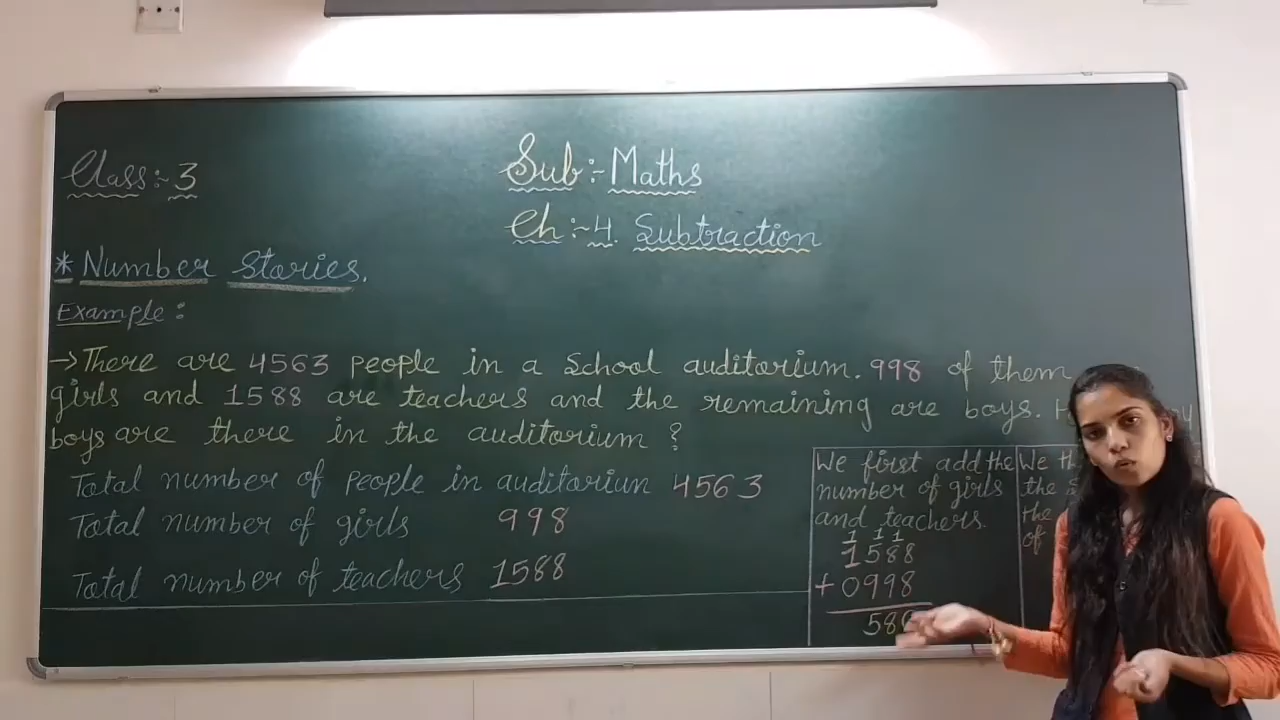 Class:- 3
Sub:- Maths
Ch:- 4. Subtraction
* Number Stories.
Example:
→ There are 4563 people in a School auditorium. 998 of them
girls and 1588 are teachers and the remaining are boys.
boys are there in the auditorium?
Total number of people in auditoriun 4563
Total number of girls 998
Total number of teachers 1588
We first add the
number of girls
and teachers.
1 1 1
1588
+ 0998
58
We
the
the
of